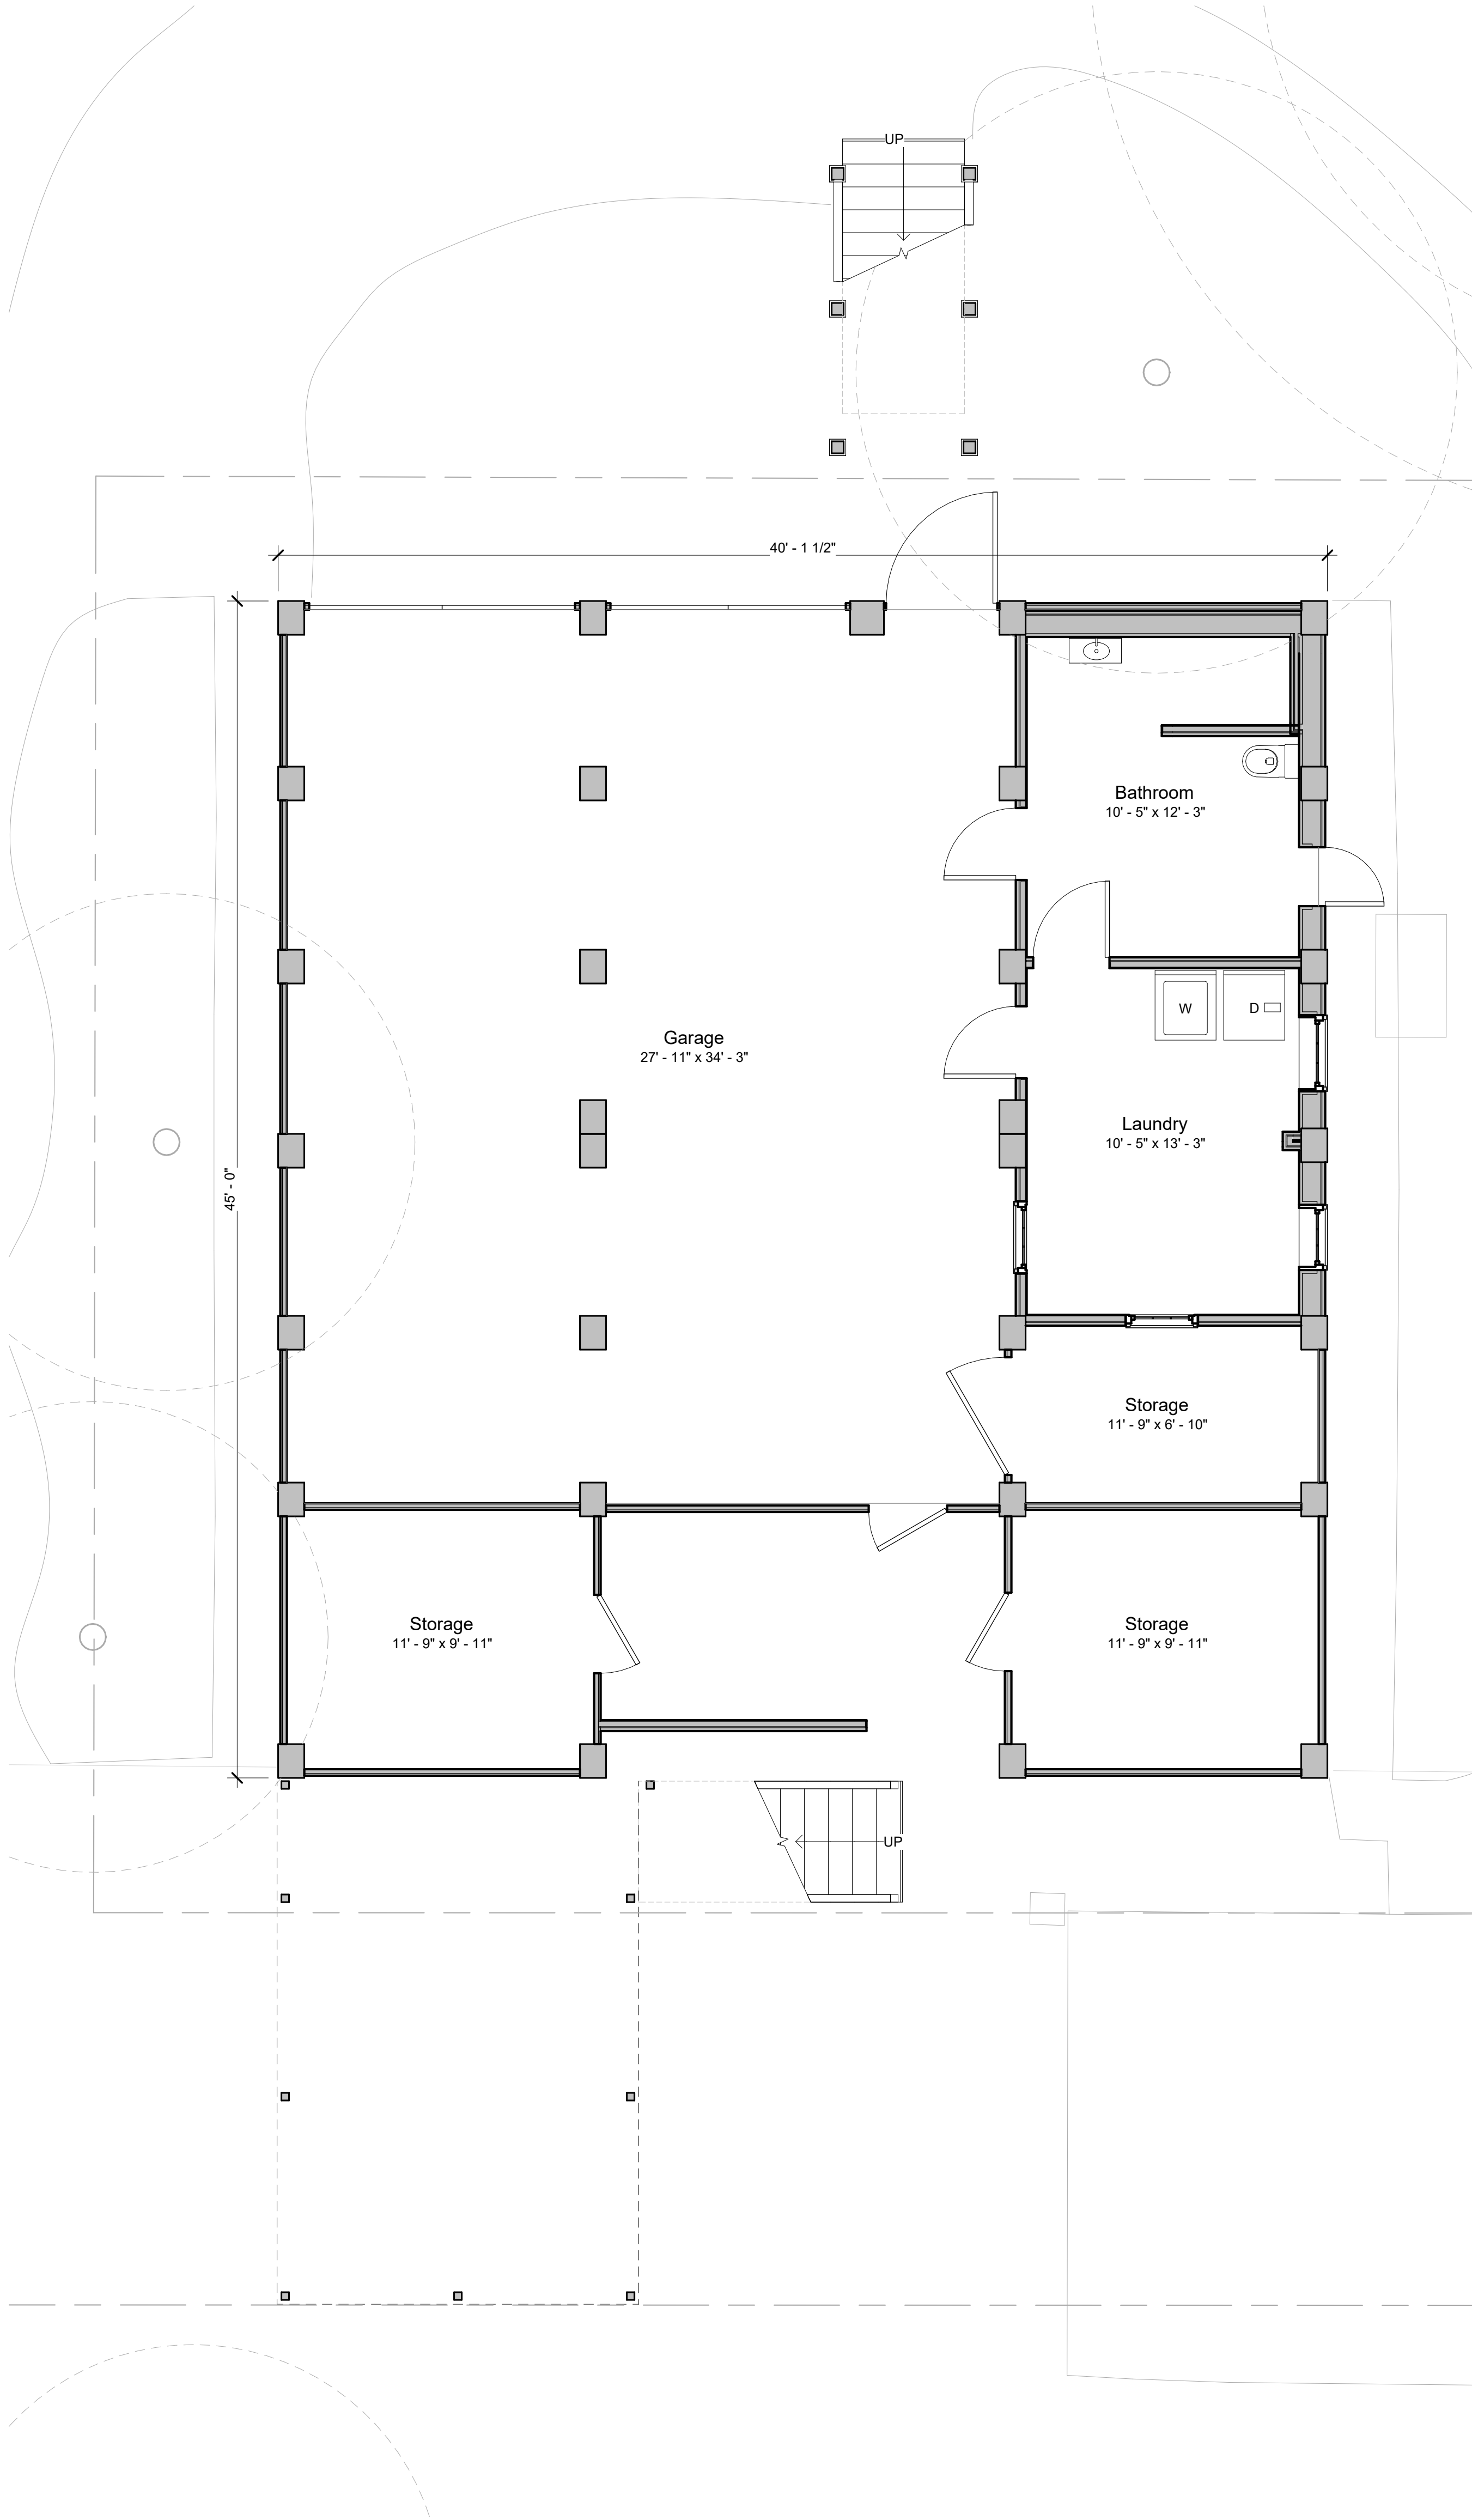 UP
40' - 1 1/2"
Bathroom
10' - 5" x 12' - 3"
W
D
Garage
27' - 11" x 34' - 3"
Laundry
10' - 5" x 13' - 3"
45' - 0"
Storage
11' - 9" x 6' - 10"
Storage
11' - 9" x 9' - 11"
Storage
11' - 9" x 9' - 11"
UP